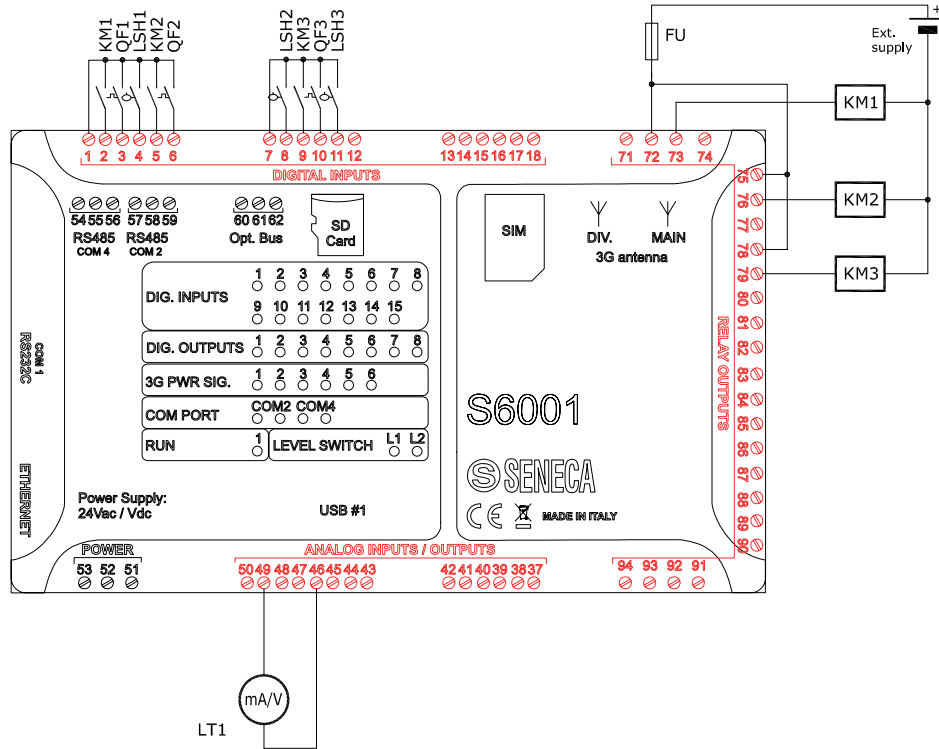 KM1 QF1 LSH1 KM2 QF2
LSH2 KM3 QF3 LSH3
FU
Ext. supply
+
KM1
KM2
KM3
1 2 3 4 5 6 7 8 9 10 11 12 13 14 15 16 17 18
DIGITAL INPUTS
71 72 73 74
75
76
77
78
79
80
81
82
83
84
85
86
87
88
89
90
RELAY OUTPUTS
54 55 56 57 58 59
RS485 COM 4
RS485 COM 2
60 61 62
Opt. Bus
SD Card
SIM
DIV. MAIN
3G antenna
DIG. INPUTS
1 2 3 4 5 6 7 8
9 10 11 12 13 14 15
DIG. OUTPUTS 1 2 3 4 5 6 7 8
3G PWR SIG. 1 2 3 4 5 6
COM PORT COM2 COM4
RUN 1
LEVEL SWITCH L1 L2
COM 1
RS232C
ETHERNET
S6001
S SENECA
CE MADE IN ITALY
Power Supply:
24Vac / Vdc
USB #1
POWER
53 52 51
ANALOG INPUTS / OUTPUTS
50 49 48 47 46 45 44 43 42 41 40 39 38 37
94 93 92 91
mA/V
LT1